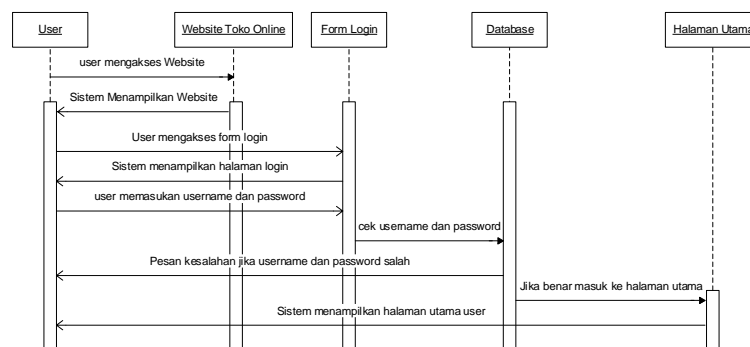 User
Website Toko Online
Form Login
Database
Halaman Utama
user mengakses Website
Sistem Menampilkan Website
User mengakses form login
Sistem menampilkan halaman login
user memasukan username dan password
cek username dan password
Pesan kesalahan jika username dan password salah
Jika benar masuk ke halaman utama
Sistem menampilkan halaman utama user